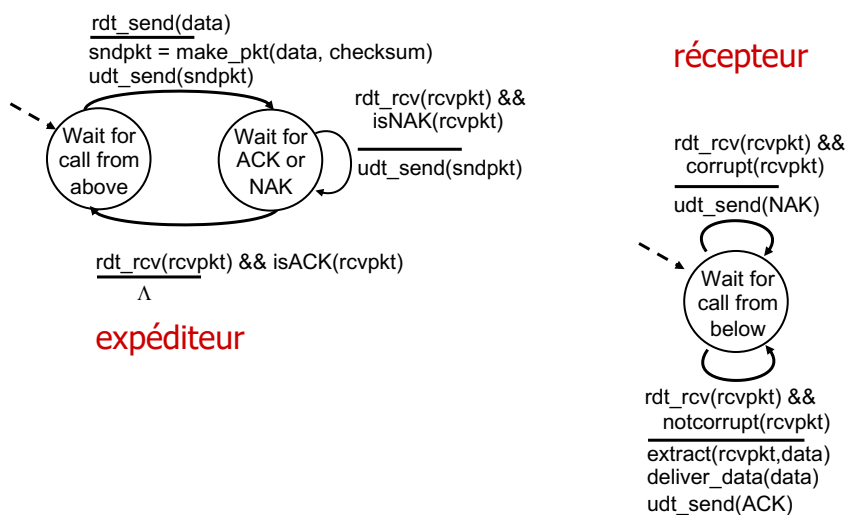 rdt_send(data)
sndpkt = make_pkt(data, checksum)
udt_send(sndpkt)
Wait for
call from
above
Wait for
ACK or
NAK
rdt_rcv(rcvpkt) &&
isNAK(rcvpkt)
udt_send(sndpkt)
rdt_rcv(rcvpkt) && isACK(rcvpkt)
Λ
expéditeur
récepteur
rdt_rcv(rcvpkt) &&
corrupt(rcvpkt)
udt_send(NAK)
Wait for
call from
below
rdt_rcv(rcvpkt) &&
notcorrupt(rcvpkt)
extract(rcvpkt,data)
deliver_data(data)
udt_send(ACK)